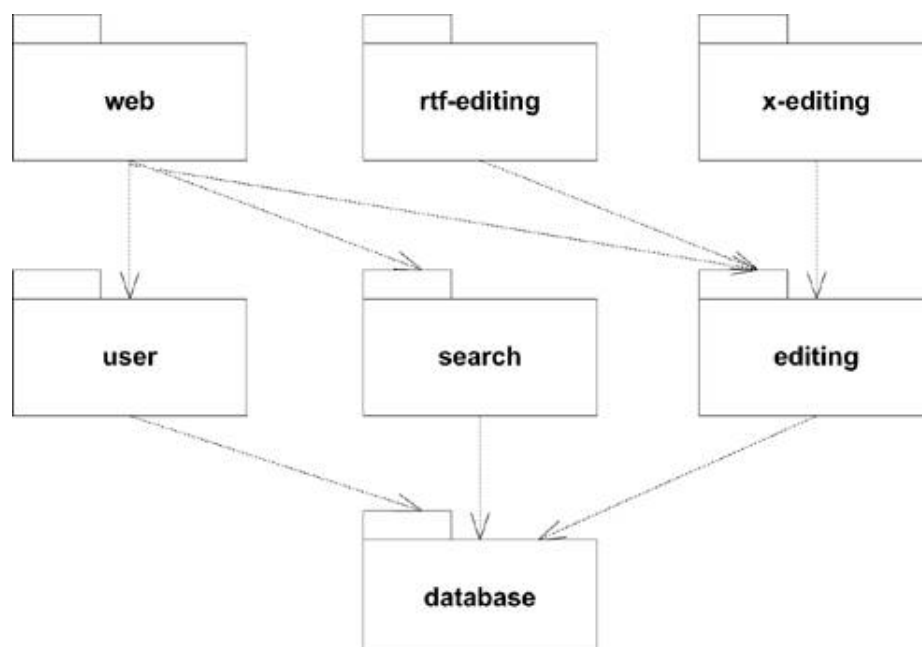 web
rtf-editing
x-editing
user
search
editing
database